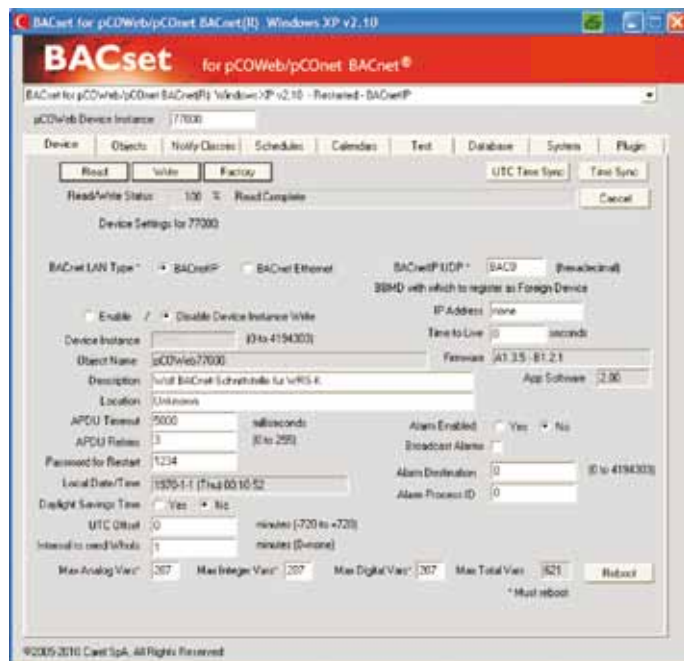 BACset for pCOWeb/pCOnet BACnet(R) Windows XP v2.10
BACset for pCOWeb/pCOnet BACnet®
BACset for pCOWeb/pCOnet BACnet(R) Windows XP v2.10 - Restarted - BACnetIP
pCOWeb Device Instance 77000
Device Objects Notify Classes Schedules Calendars Text Database System Plugin
Read Write Factory UTC Time Sync Time Sync
Read/Write Status 100 % Read Complete Cancel
Device Settings for 77000
BACnet LAN Type * BACnetIP BACnet Ethernet BACnetIP UDP * BAC0 (hexadecimal)
BBMD with which to register as Foreign Device
Enable / Disable Device Instance Write IP Address none
Device Instance (0 to 4194303) Time to Live 0 seconds
Object Name pCOWeb77000 Firmware A1.3.5 - B1.2.1
Description Wolf BACnet-Schnittstelle für WRS-K App Software 2.00
Location Unknown
APDU Timeout 5000 milliseconds Alarm Enabled Yes No
APDU Retries 3 (0 to 255) Broadcast Alarms
Password for Restart 1234 Alarm Destination 0 (0 to 4194303)
Local Date/Time 1970-1-1 (Thu) 00:10:52 Alarm Process ID 0
Daylight Savings Time Yes No
UTC Offset 0 minutes (-720 to +720)
Interval to send WhoIs 1 minutes (0=none)
Max Analog Vars* 207 Max Integer Vars* 207 Max Digital Vars* 207 Max Total Vars 621 Reboot
* Must reboot
©2005-2010 Carel SpA, All Rights Reserved